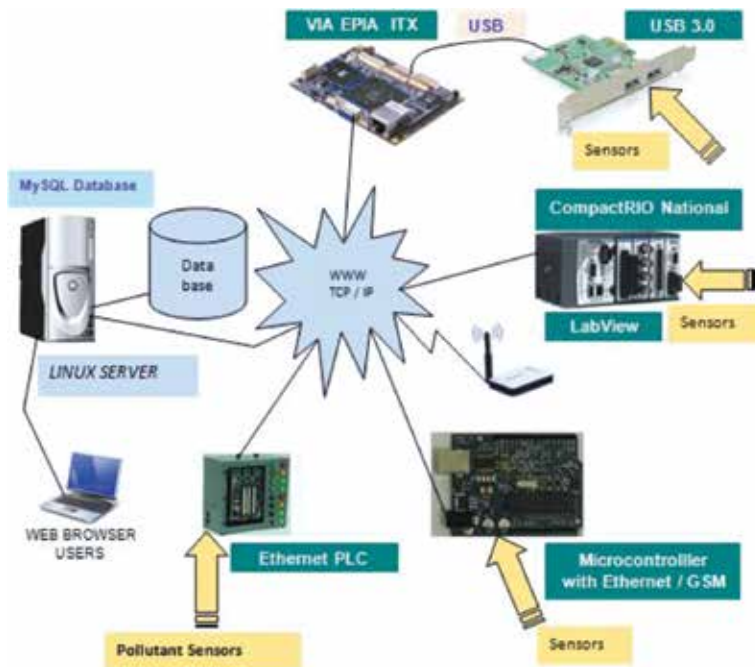 VIA EPIA ITX
USB
USB 3.0
Sensors
MySQL Database
Data
base
WWW
TCP / IP
CompactRIO National
LabView
Sensors
LINUX SERVER
WEB BROWSER
USERS
Ethernet PLC
Pollutant Sensors
Microcontrolller
with Ethernet / GSM
Sensors